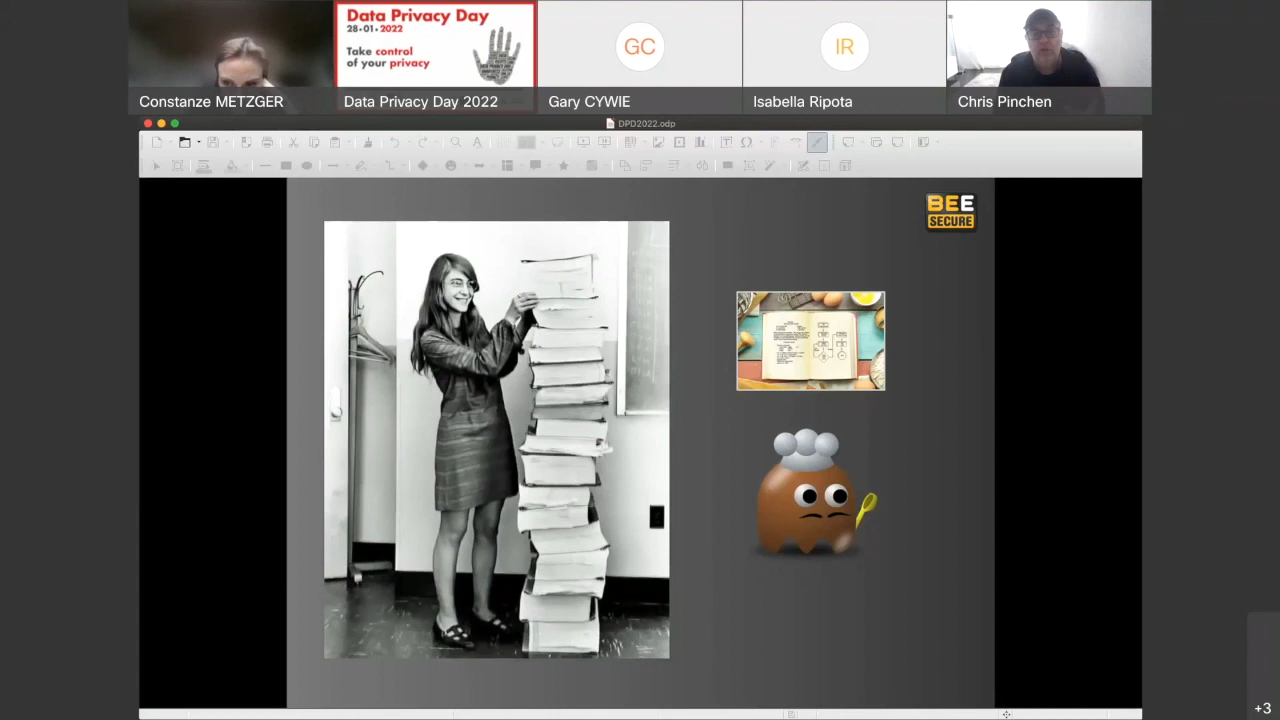 Data Privacy Day
28·01·2022
Take control
of your privacy
GC
IR
Constanze METZGER
Data Privacy Day 2022
Gary CYWIE
Isabella Ripota
Chris Pinchen
DPD2022.odp
BEE
SECURE
+3